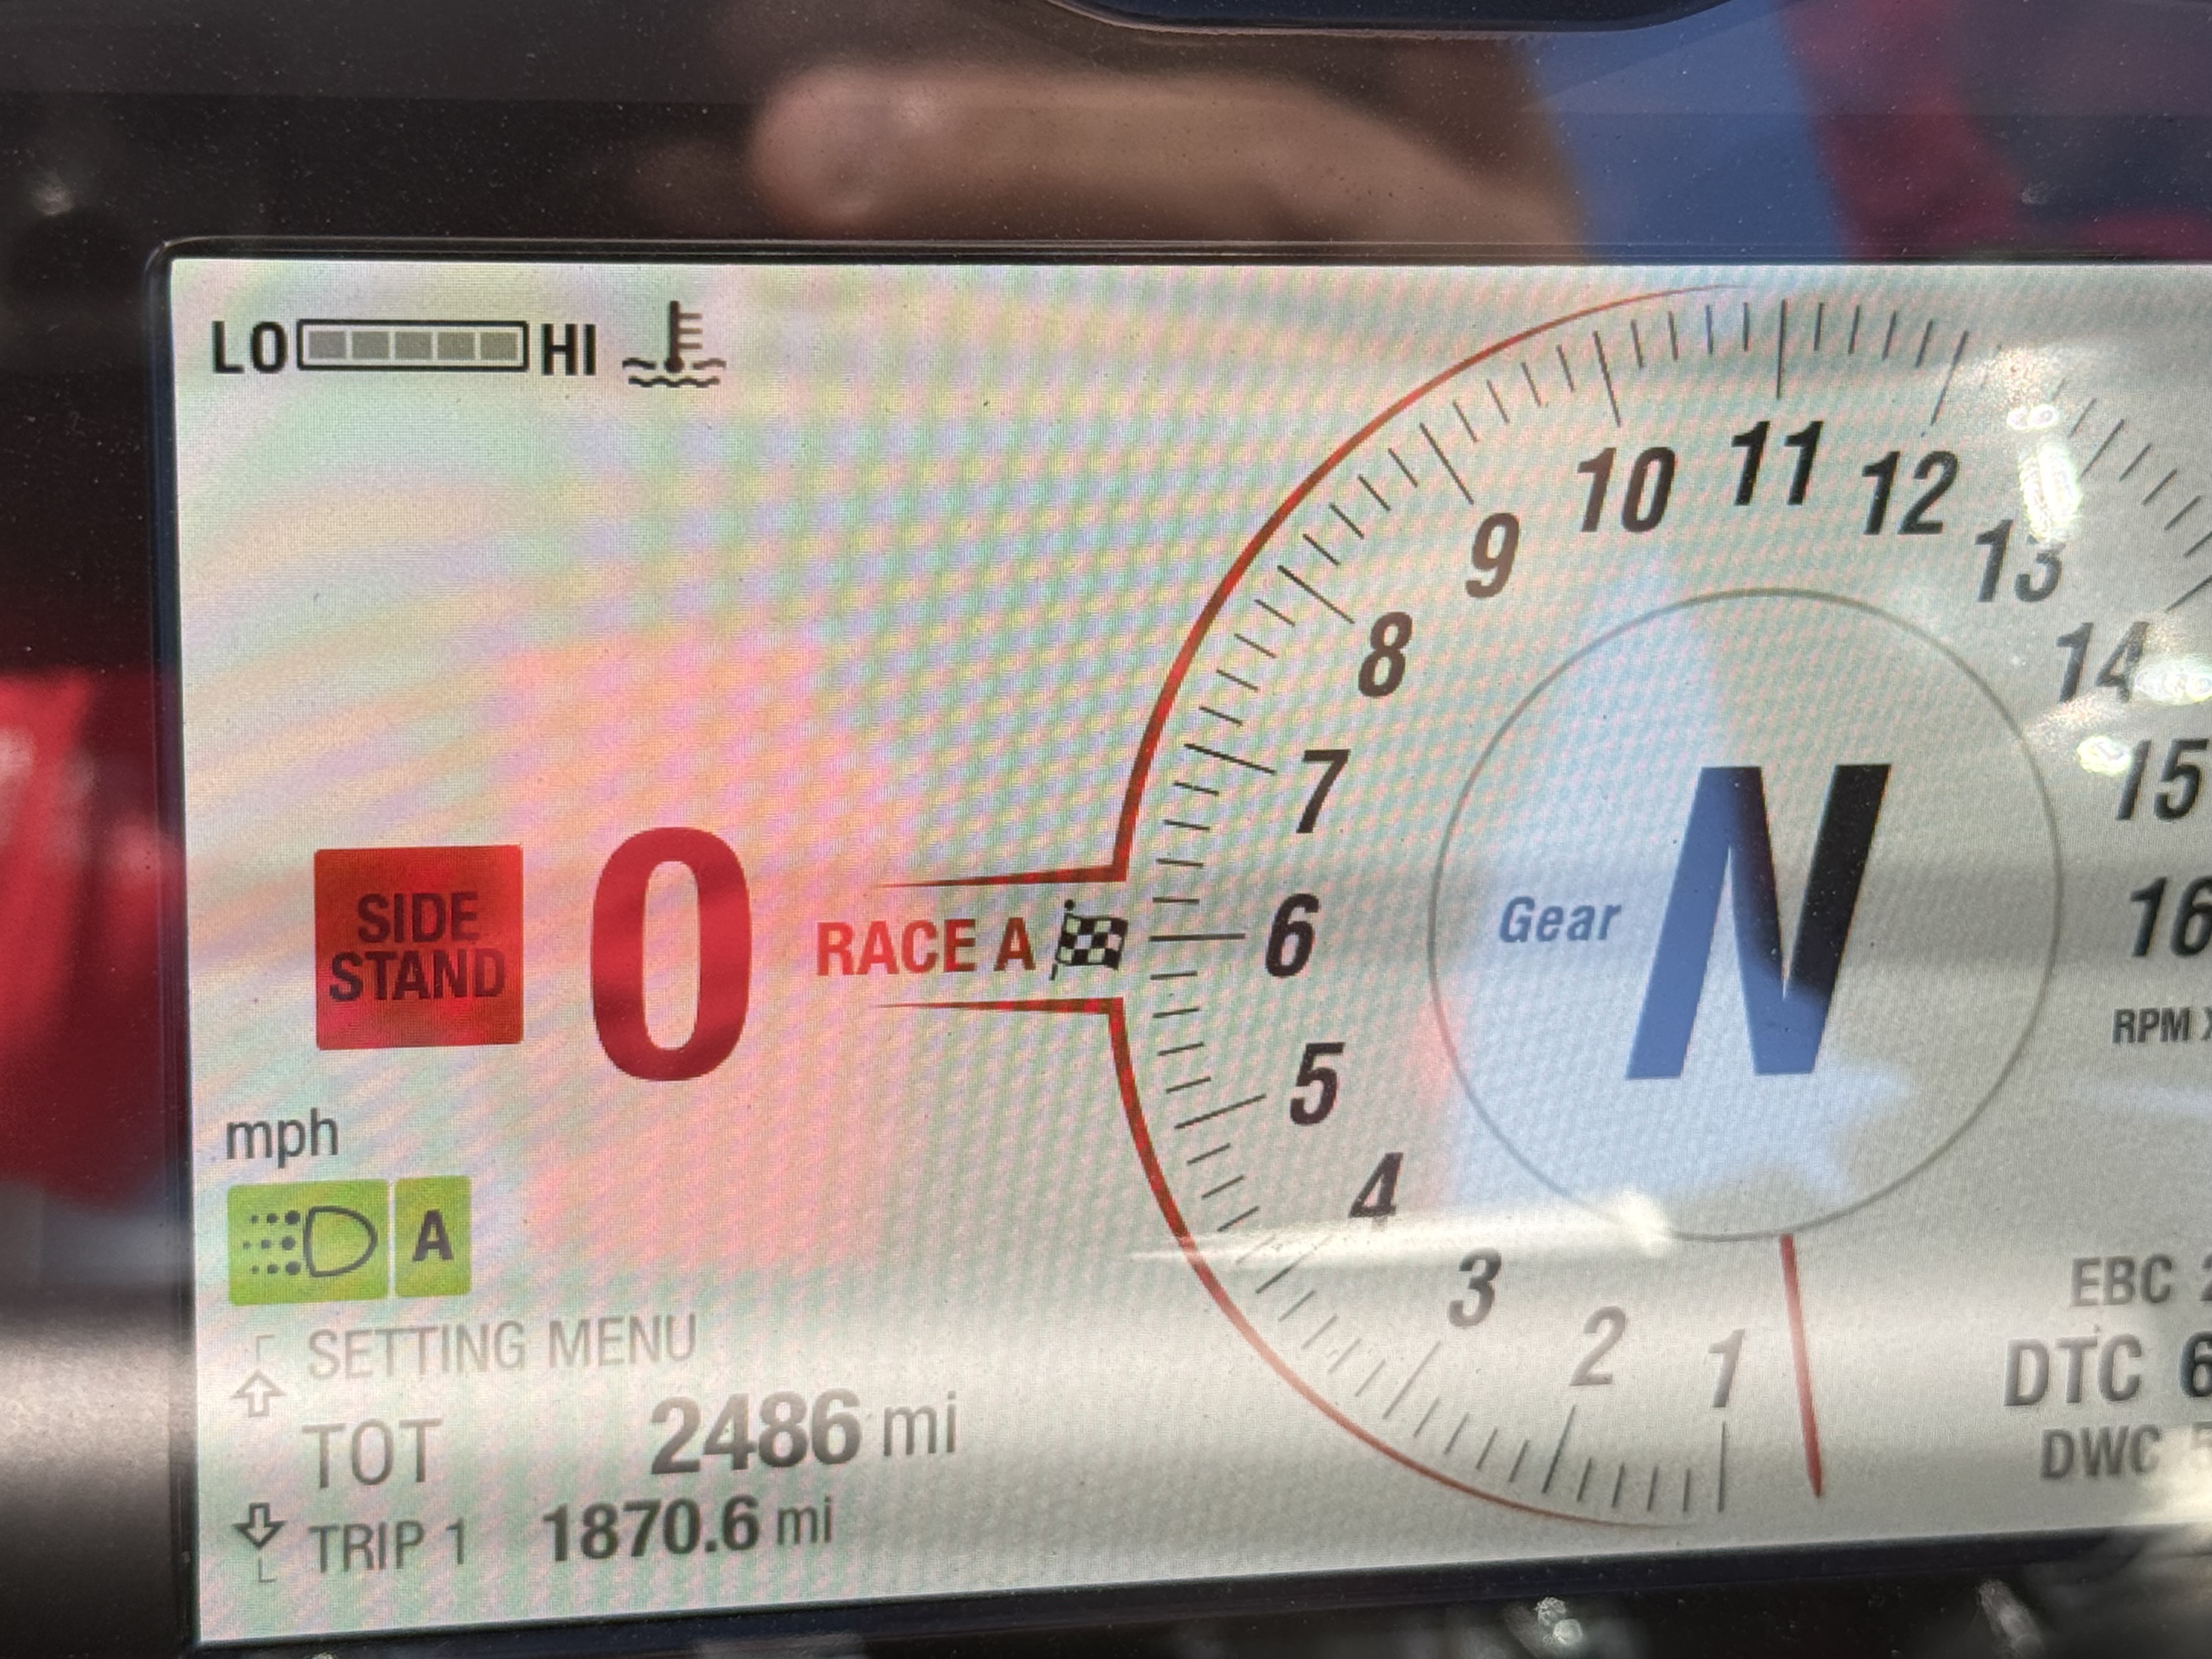 LO HI
10 11 12
9 13
8 14
7 15
SIDE
STAND
0
RACE A
6
Gear N
16
RPM
5
mph
4
A
3
EBC
SETTING MENU
2
1
DTC 6
TOT 2486 mi
DWC
TRIP 1 1870.6 mi